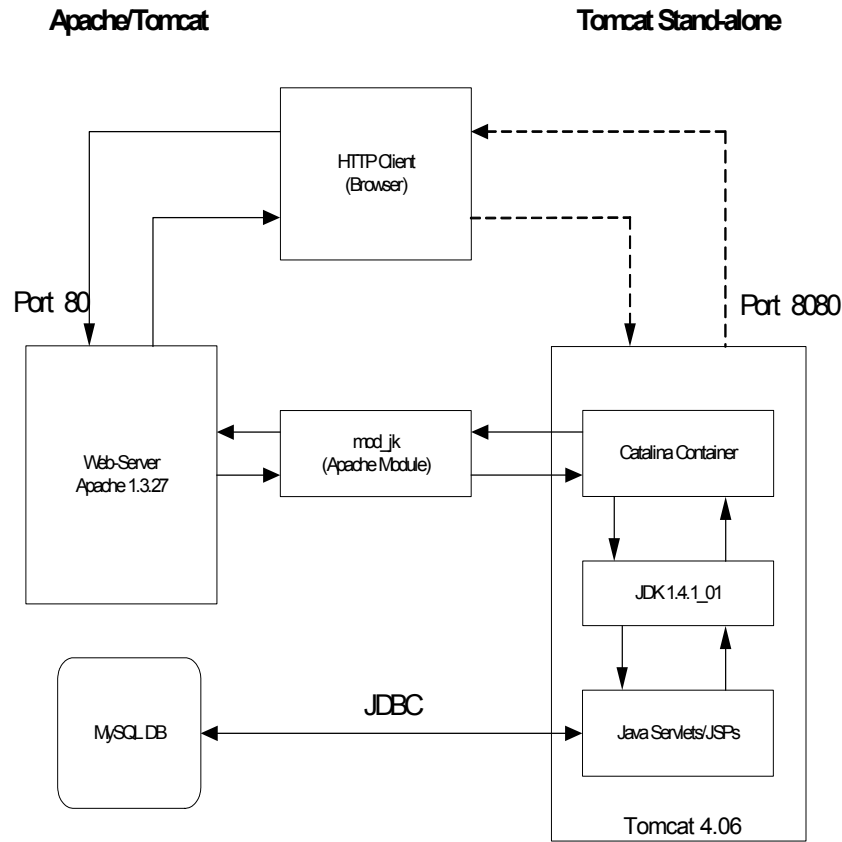 Apache/Tomcat
Tomcat Stand-alone
HTTP Client
(Browser)
Port 80
Port 8080
Web-Server
Apache 1.3.27
mod_jk
(Apache Module)
Catalina Container
JDK 1.4.1_01
MySQL DB
JDBC
Java Servlets/JSPs
Tomcat 4.06